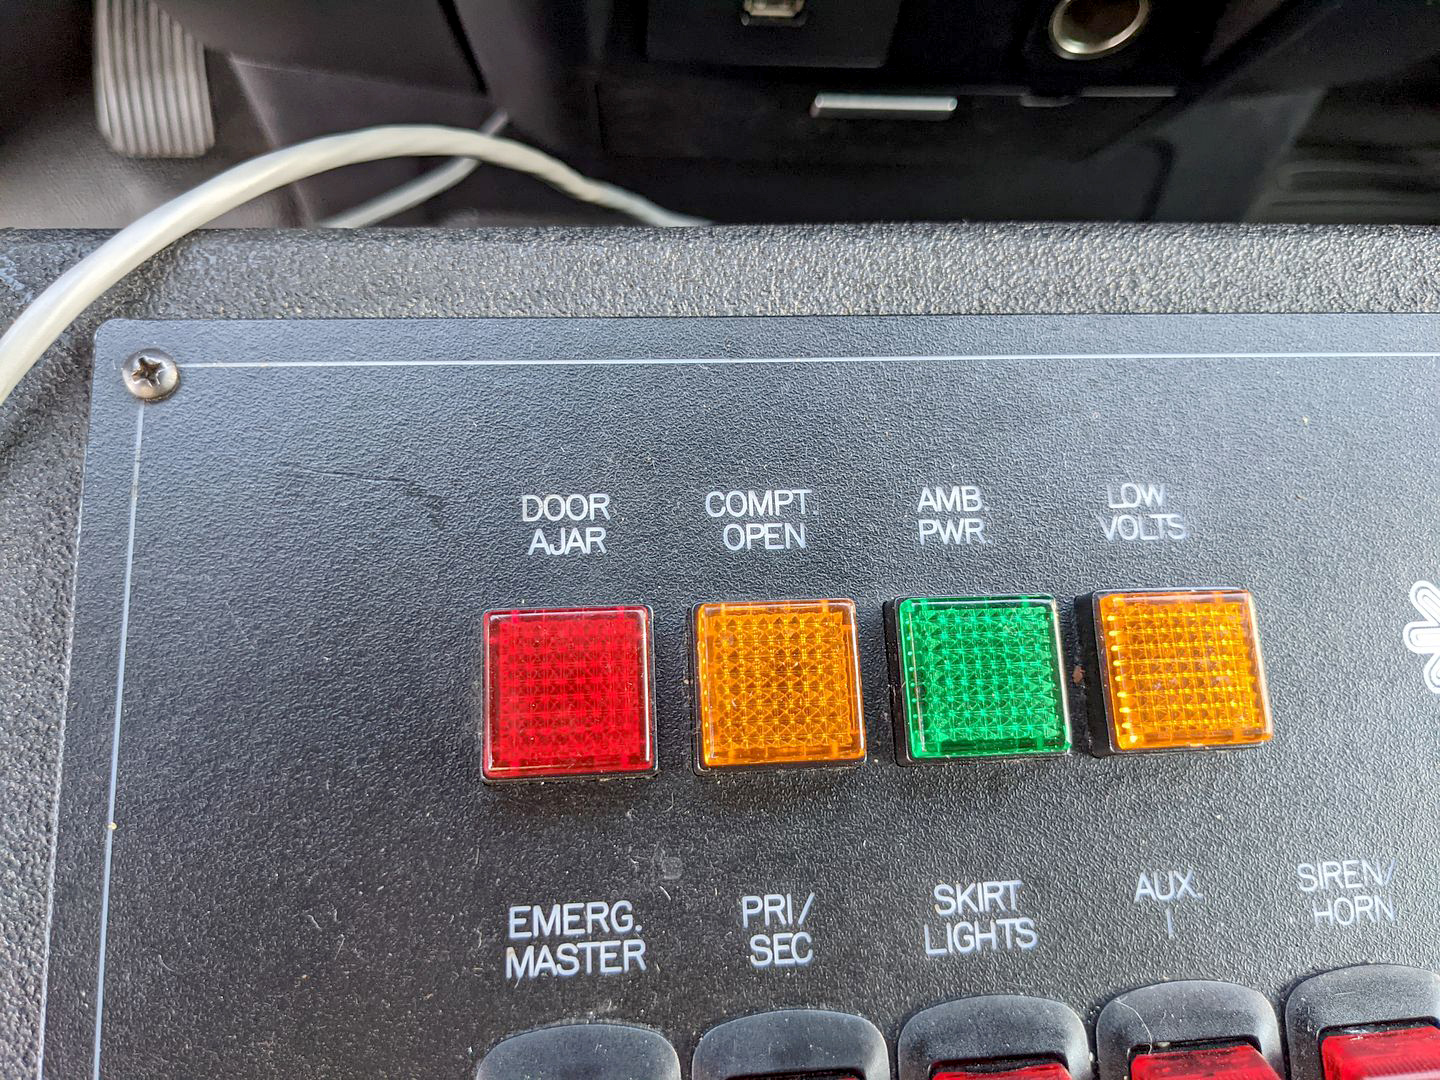 DOOR
AJAR
COMPT.
OPEN
AMB.
PWR.
LOW
VOLTS
EMERG.
MASTER
PRI/
SEC
SKIRT
LIGHTS
AUX.
1
SIREN/
HORN